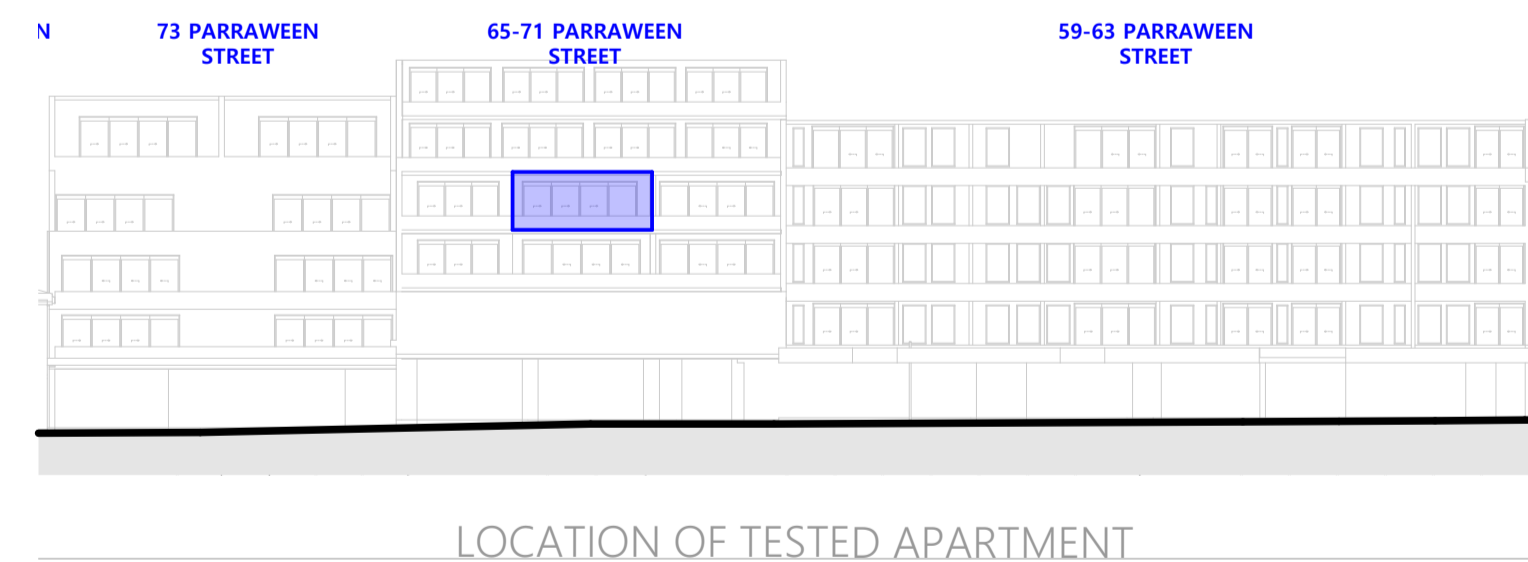 N
73 PARRAWEEN
STREET
65-71 PARRAWEEN
STREET
59-63 PARRAWEEN
STREET
LOCATION OF TESTED APARTMENT